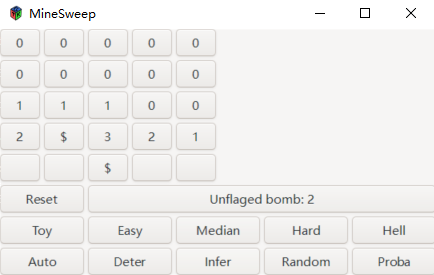 MineSweep
0 0 0 0 0
0 0 0 0 0
1 1 1 0 0
2 $ 3 2 1
$
Reset Unflaged bomb: 2
Toy Easy Median Hard Hell
Auto Deter Infer Random Proba